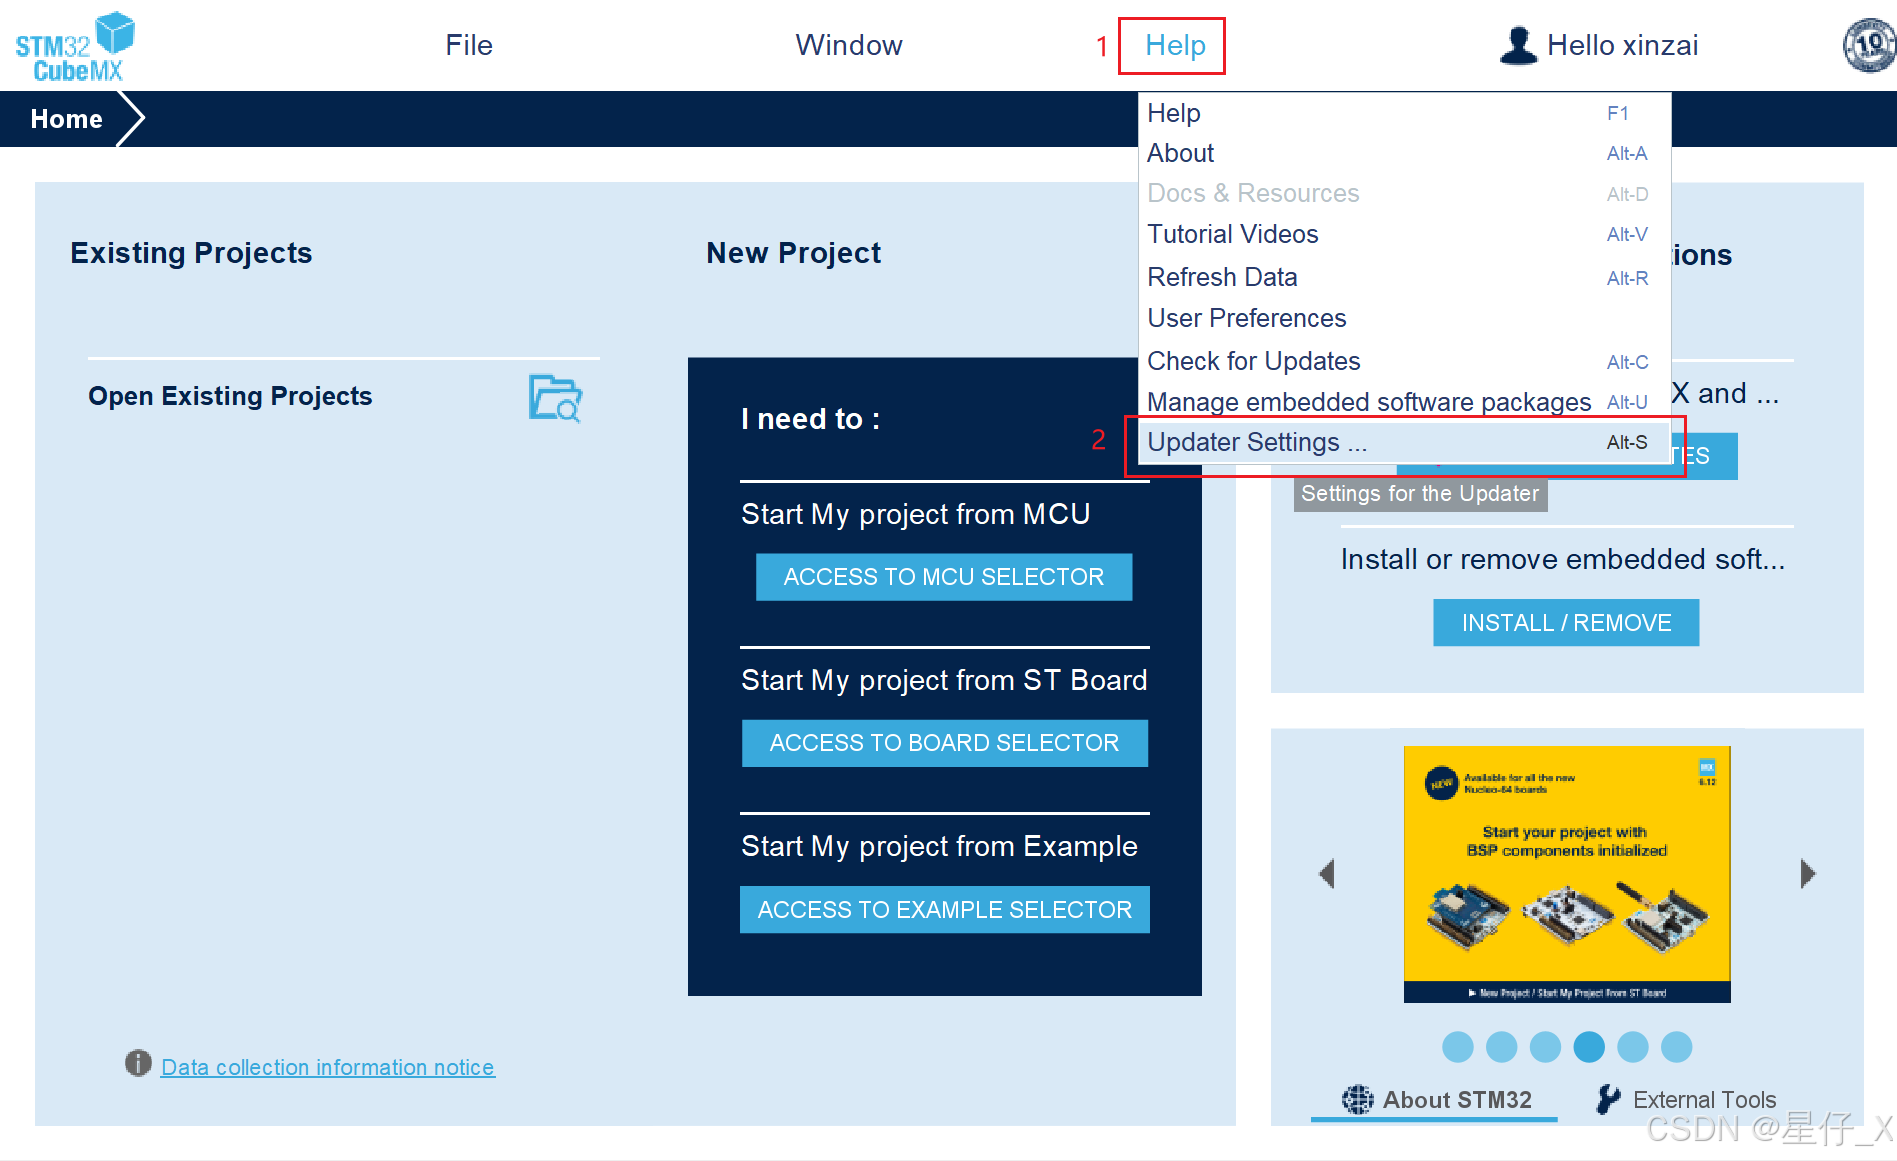 STM32
CubeMX
File
Window
1
Help
Hello xinzai
10
Home
Help F1
About Alt-A
Docs & Resources Alt-D
Tutorial Videos Alt-V
Refresh Data Alt-R
User Preferences
Check for Updates Alt-C
Manage embedded software packages Alt-U
2
Updater Settings ... Alt-S
Settings for the Updater
Existing Projects
Open Existing Projects
Data collection information notice
New Project
I need to :
Start My project from MCU
ACCESS TO MCU SELECTOR
Start My project from ST Board
ACCESS TO BOARD SELECTOR
Start My project from Example
ACCESS TO EXAMPLE SELECTOR
tions
X and ...
TES
Install or remove embedded soft...
INSTALL / REMOVE
NEW
Available for all the new
Nucleo-64 boards
MX
6.12
Start your project with
BSP components initialized
New Project / Start My Project From ST Board
About STM32
External Tools
CSDN @星仔_X